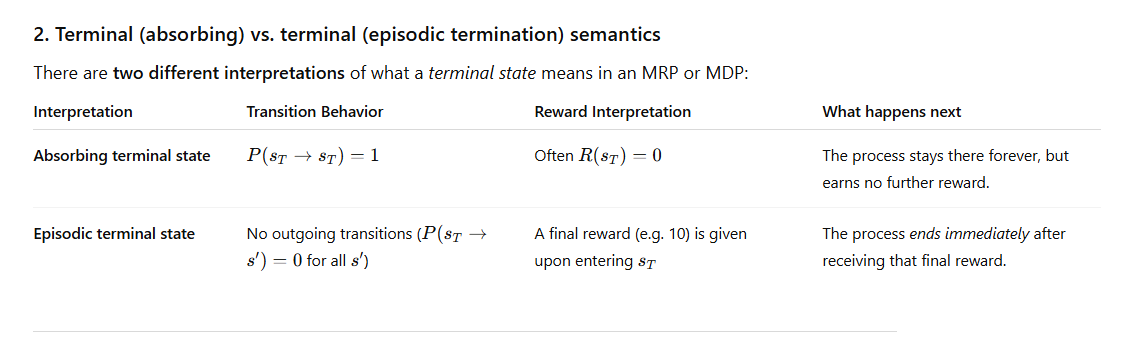 2. Terminal (absorbing) vs. terminal (episodic termination) semantics
There are two different interpretations of what a terminal state means in an MRP or MDP:
Interpretation Transition Behavior Reward Interpretation What happens next
Absorbing terminal state P(s_T → s_T) = 1 Often R(s_T) = 0 The process stays there forever, but
earns no further reward.
Episodic terminal state No outgoing transitions (P(s_T → A final reward (e.g. 10) is given The process ends immediately after
s′) = 0 for all s′) upon entering s_T receiving that final reward.